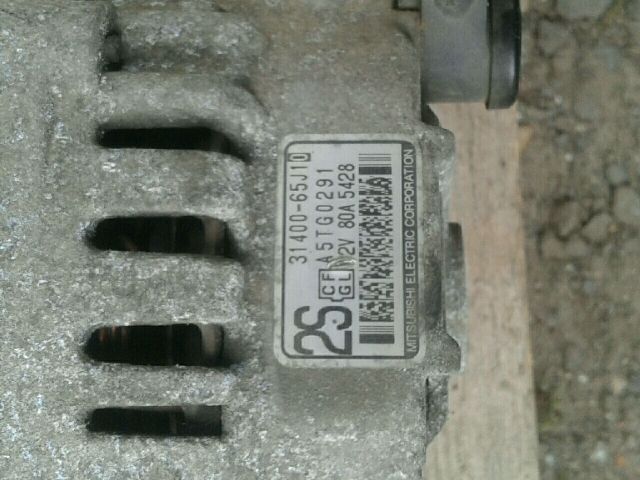 31400-65J10
A5TG0291
12V 80A 5428
CF
GL
2S
MITSUBISHI ELECTRIC CORPORATION